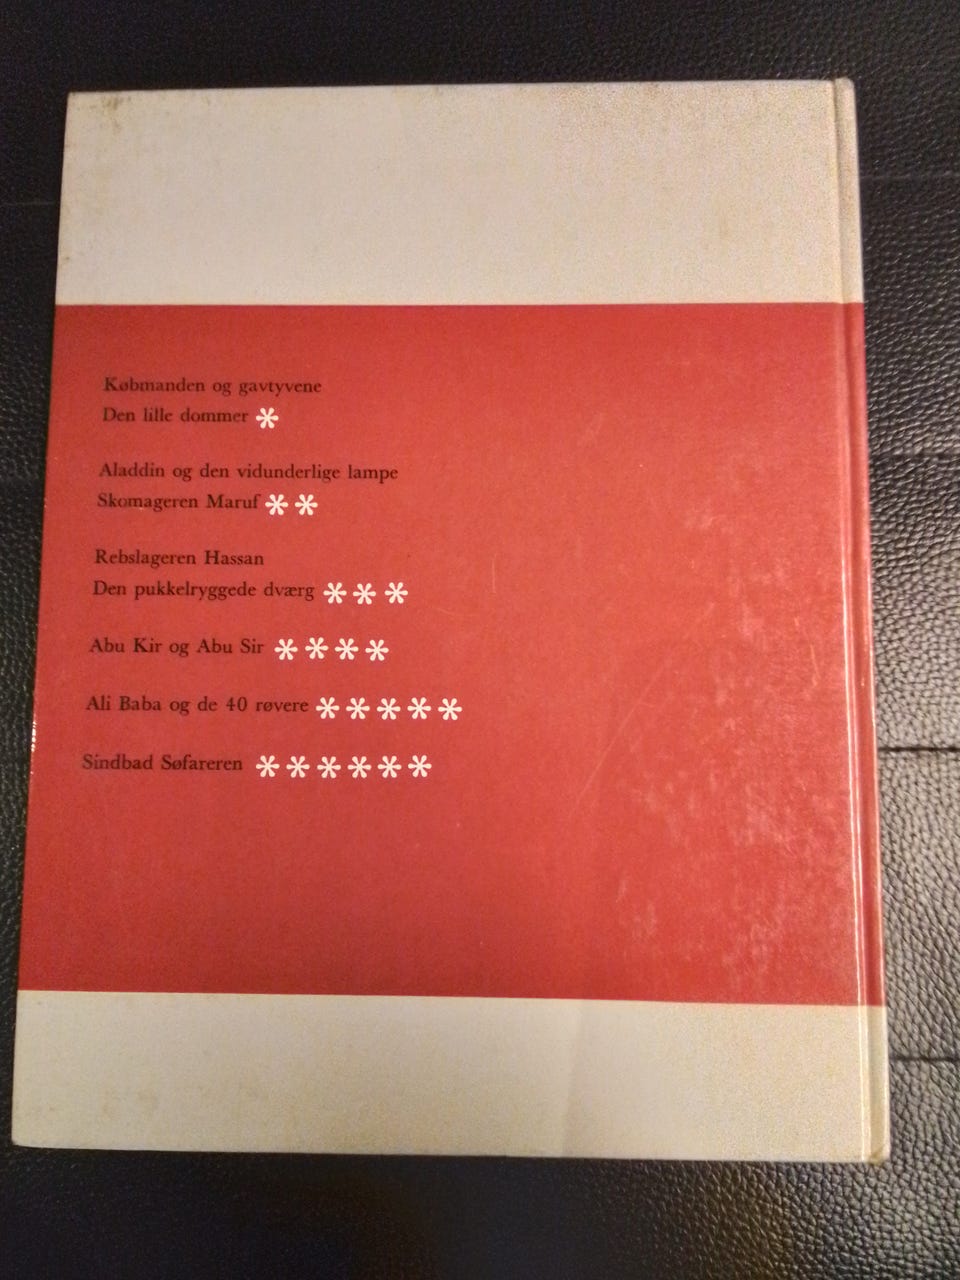 Købmanden og gavtyvene
Den lille dommer *
Aladdin og den vidunderlige lampe
Skomageren Maruf * *
Rebslageren Hassan
Den pukkelryggede dværg * * *
Abu Kir og Abu Sir * * * *
Ali Baba og de 40 røvere * * * * *
Sindbad Søfareren * * * * * *